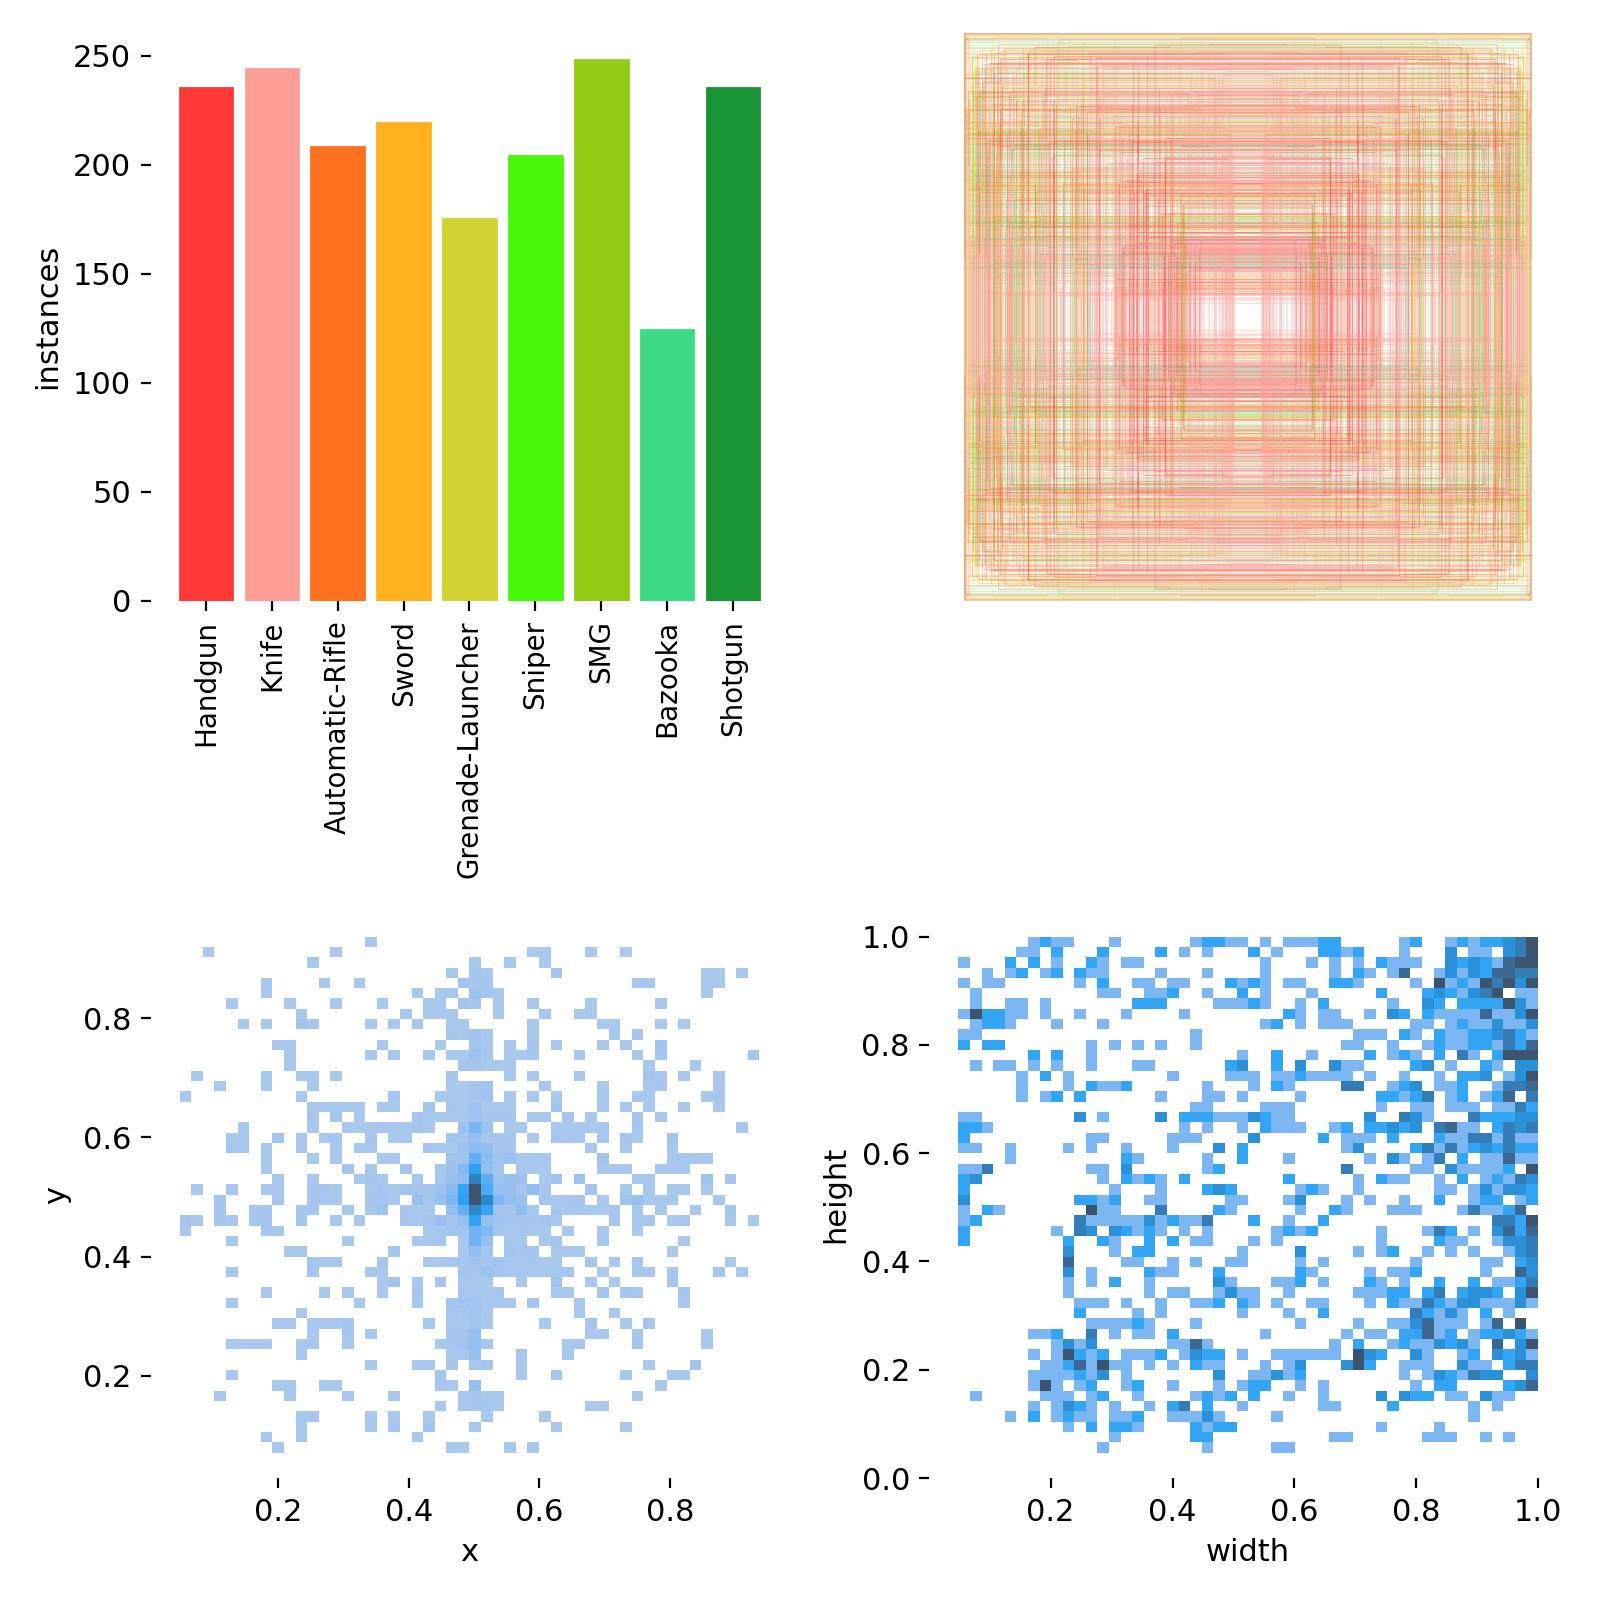 instances
250
200
150
100
50
0
Handgun
Knife
Automatic-Rifle
Sword
Grenade-Launcher
Sniper
SMG
Bazooka
Shotgun
y
0.8
0.6
0.4
0.2
0.2 0.4 0.6 0.8
x
height
1.0
0.8
0.6
0.4
0.2
0.0
0.2 0.4 0.6 0.8 1.0
width